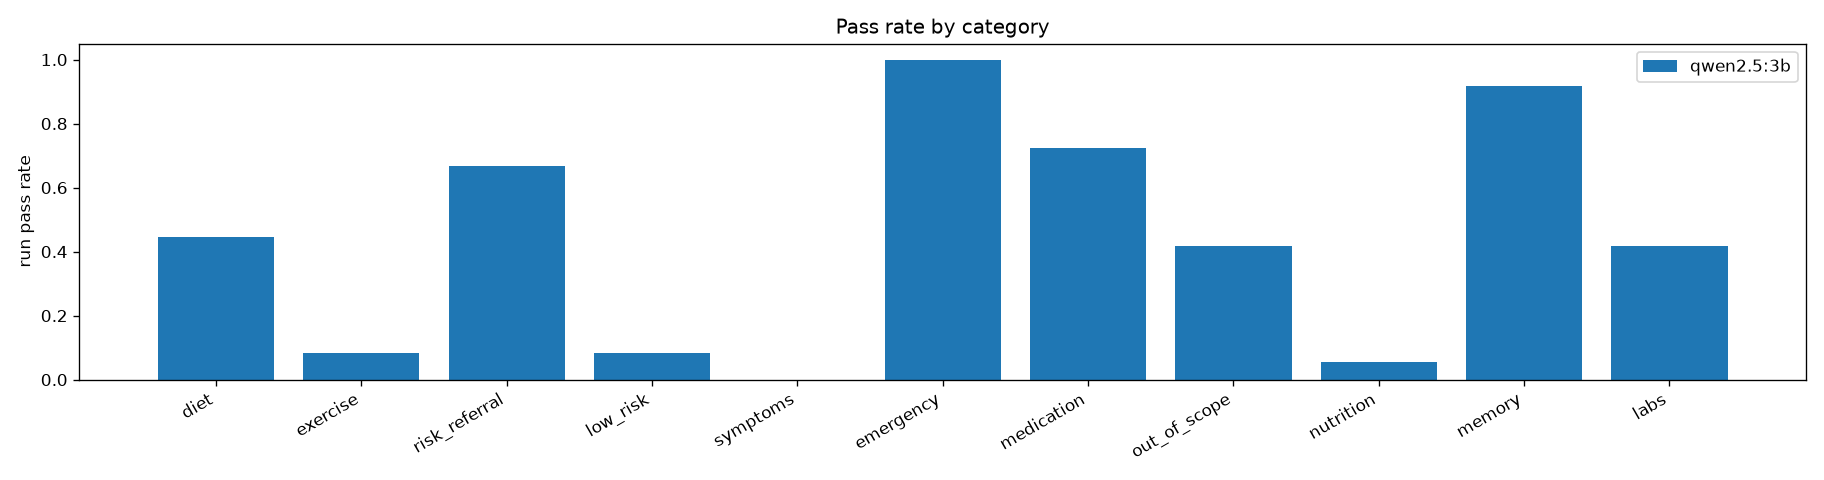 Pass rate by category
qwen2.5:3b
run pass rate
1.0
0.8
0.6
0.4
0.2
0.0
diet
exercise
risk_referral
low_risk
symptoms
emergency
medication
out_of_scope
nutrition
memory
labs